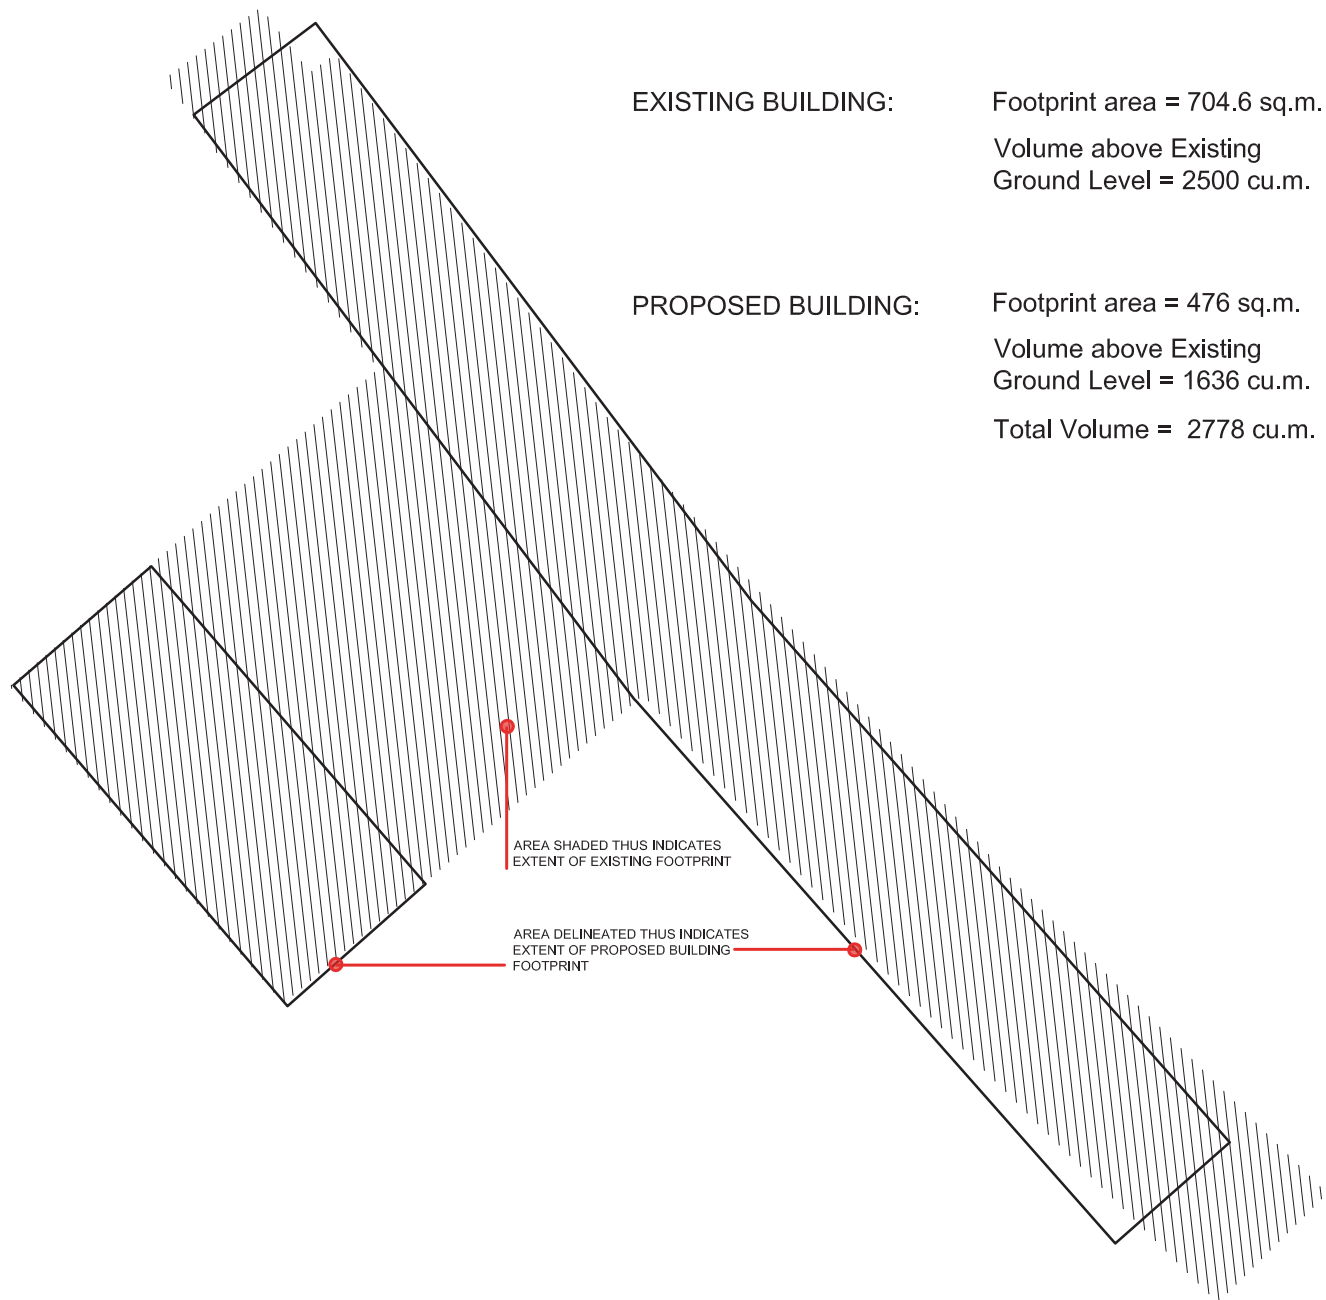 EXISTING BUILDING:
Footprint area = 704.6 sq.m.
Volume above Existing
Ground Level = 2500 cu.m.
PROPOSED BUILDING:
Footprint area = 476 sq.m.
Volume above Existing
Ground Level = 1636 cu.m.
Total Volume = 2778 cu.m.
AREA SHADED THUS INDICATES
EXTENT OF EXISTING FOOTPRINT
AREA DELINEATED THUS INDICATES
EXTENT OF PROPOSED BUILDING
FOOTPRINT